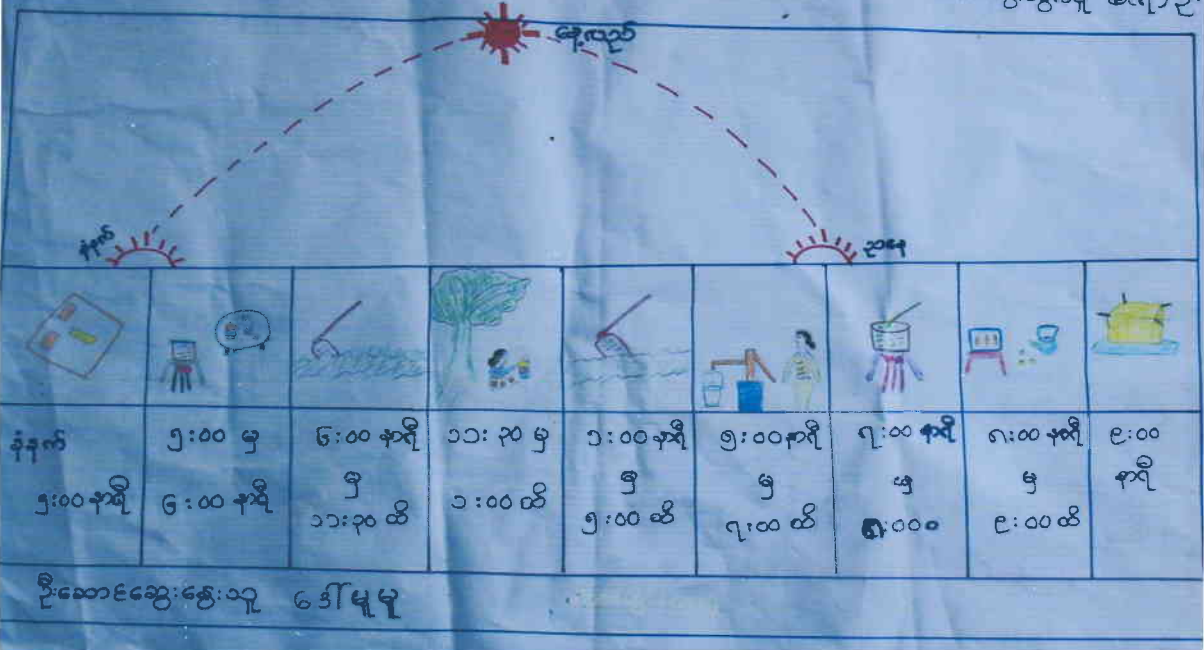 နေ့လည်
နံနက်
ညနေ
နံနက်
၅:၀၀ နာရီ
၅:၀၀ မှ
၆:၀၀ နာရီ
၆:၀၀ နာရီ
မှ
၁၁:၃၀ ထိ
၁၁:၃၀ မှ
၁:၀၀ ထိ
၁:၀၀ နာရီ
မှ
၅:၀၀ ထိ
၅:၀၀ နာရီ
မှ
၇:၀၀ ထိ
၇:၀၀ နာရီ
မှ
၈:၀၀
၈:၀၀ နာရီ
မှ
၉:၀၀ ထိ
၉:၀၀
နာရီ
ဦးဆောင်ဆွေးနွေးသူ ဒေါ်မူမူ